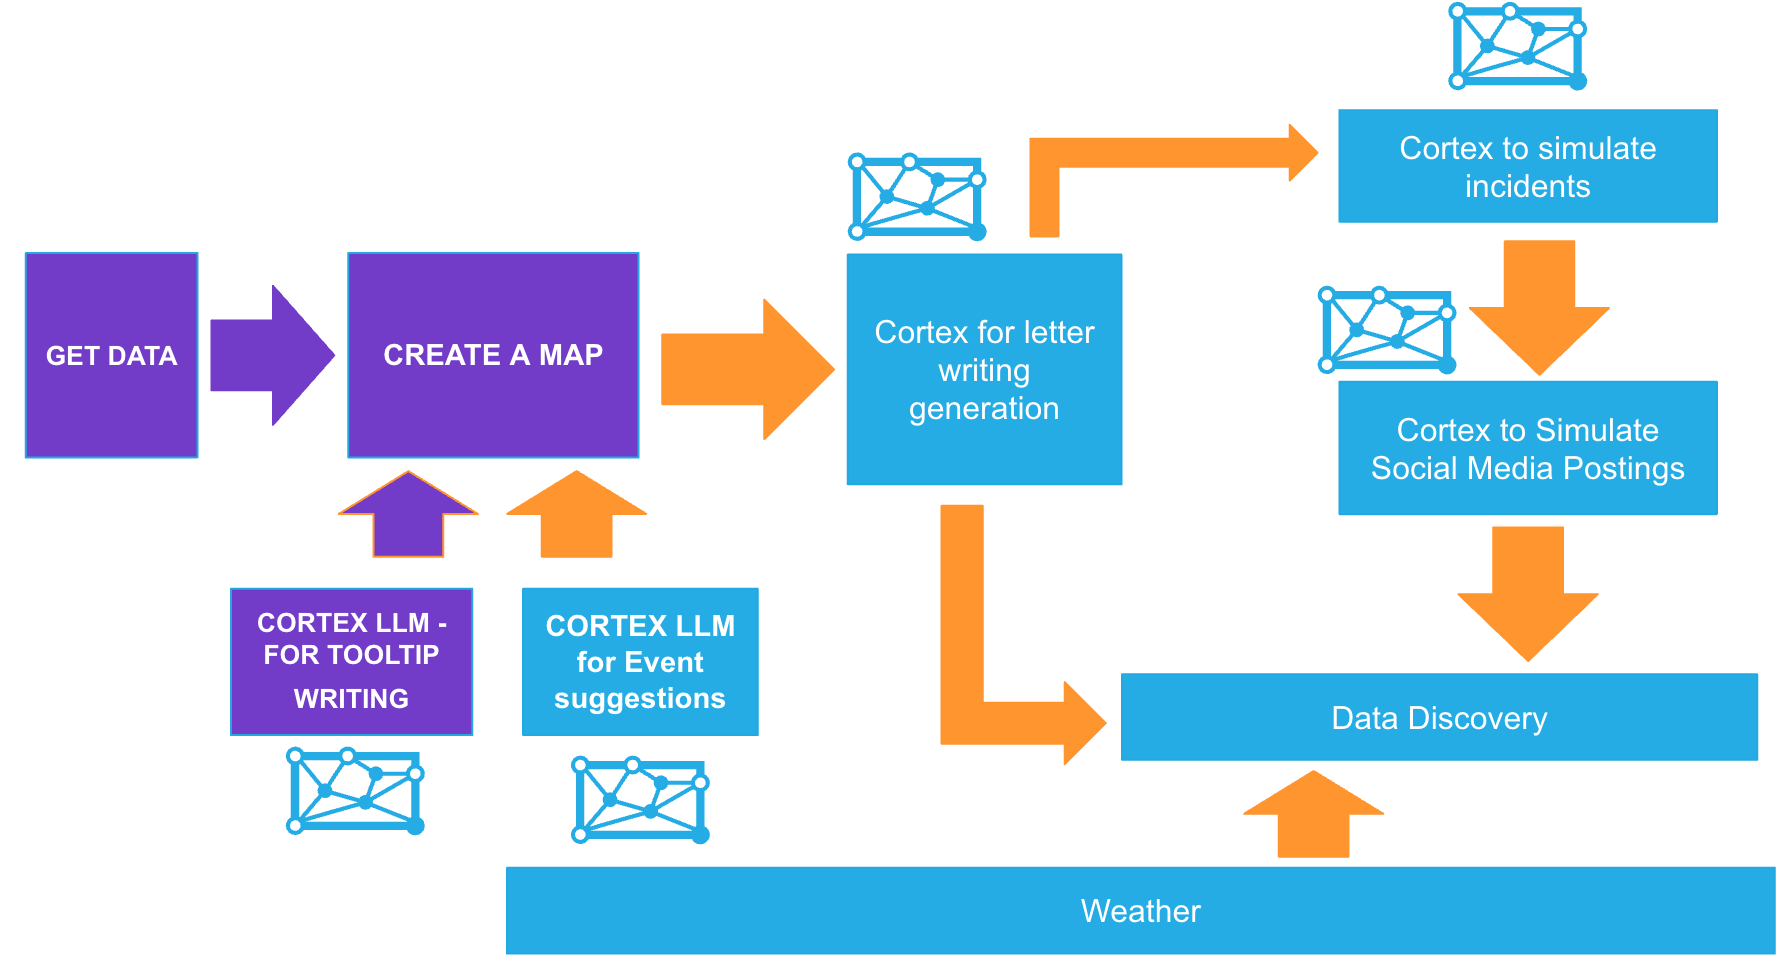 GET DATA
CREATE A MAP
CORTEX LLM -
FOR TOOLTIP
WRITING
CORTEX LLM
for Event
suggestions
Cortex for letter
writing
generation
Cortex to simulate
incidents
Cortex to Simulate
Social Media Postings
Data Discovery
Weather